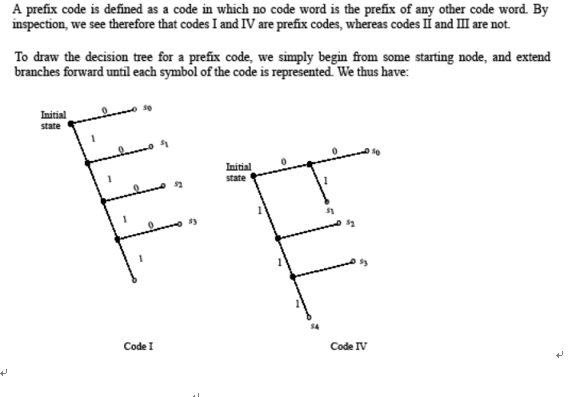 A prefix code is defined as a code in which no code word is the prefix of any other code word. By
inspection, we see therefore that codes I and IV are prefix codes, whereas codes II and III are not.
To draw the decision tree for a prefix code, we simply begin from some starting node, and extend
branches forward until each symbol of the code is represented. We thus have:
Initial
state
0
s0
1
0
s1
1
0
s2
1
0
s3
1
Initial
state
0
0
s0
1
s1
1
s2
1
s3
1
s4
Code I
Code IV